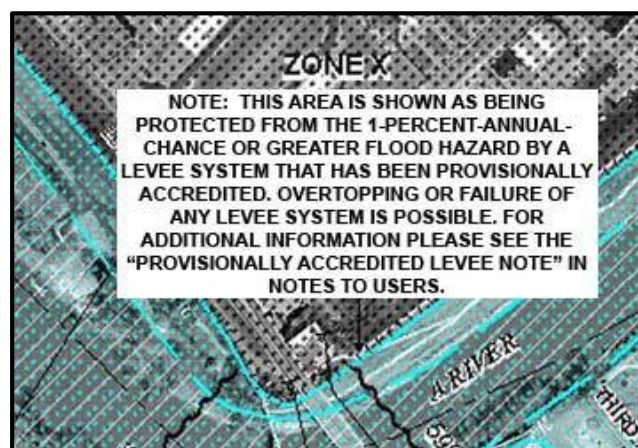 ZONE X
NOTE: THIS AREA IS SHOWN AS BEING
PROTECTED FROM THE 1-PERCENT-ANNUAL-
CHANCE OR GREATER FLOOD HAZARD BY A
LEVEE SYSTEM THAT HAS BEEN PROVISIONALLY
ACCREDITED. OVERTOPPING OR FAILURE OF
ANY LEVEE SYSTEM IS POSSIBLE. FOR
ADDITIONAL INFORMATION PLEASE SEE THE
“PROVISIONALLY ACCREDITED LEVEE NOTE” IN
NOTES TO USERS.
A RIVER
THIRD